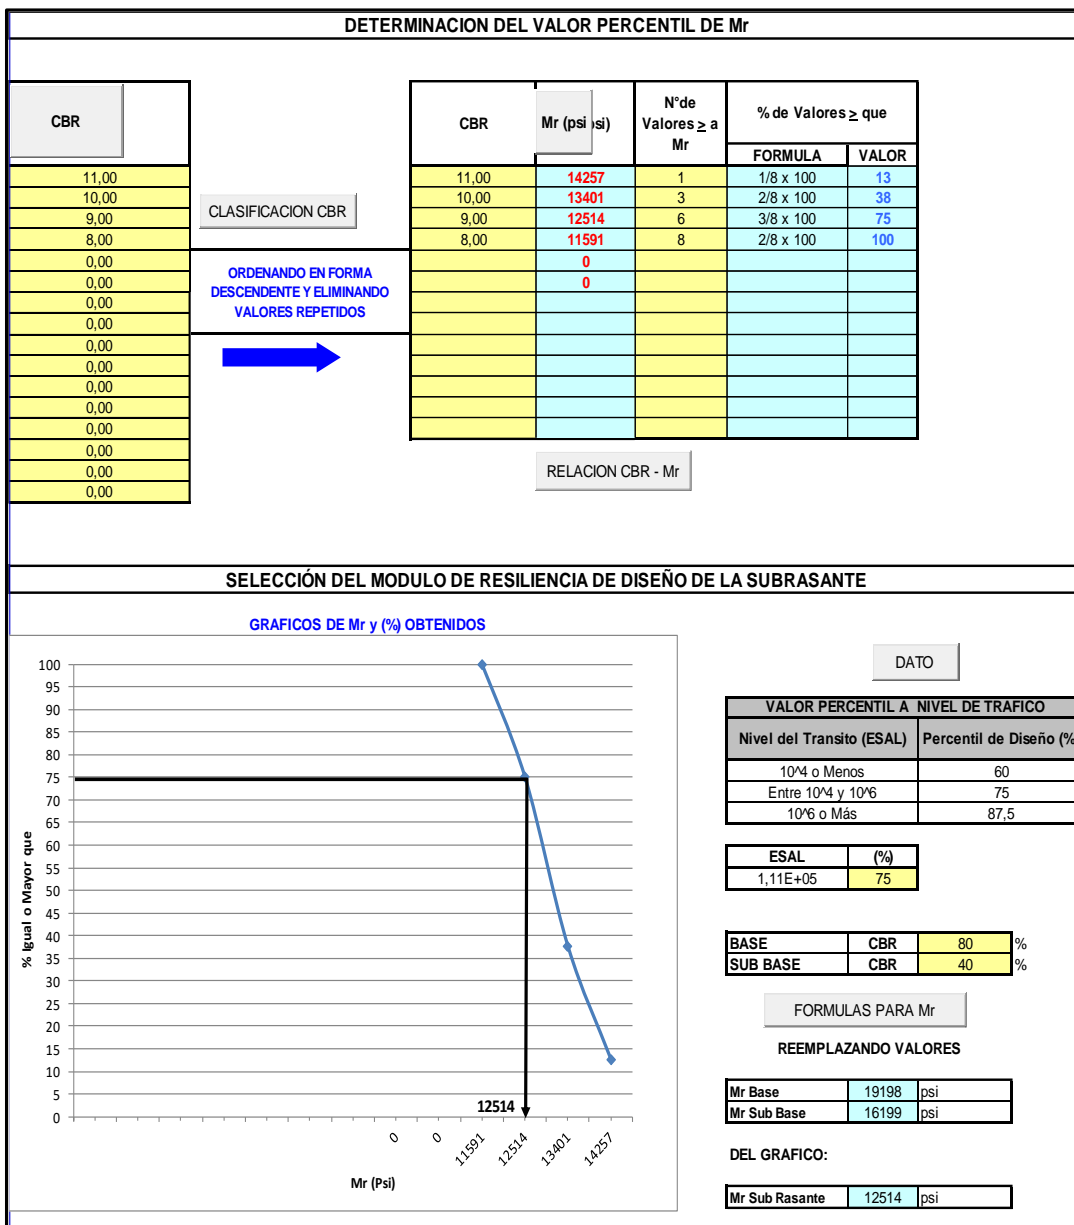 DETERMINACION DEL VALOR PERCENTIL DE Mr
CBR
11,00
10,00
9,00
8,00
0,00
0,00
0,00
0,00
0,00
0,00
0,00
0,00
0,00
0,00
0,00
0,00
CLASIFICACION CBR
ORDENANDO EN FORMA
DESCENDENTE Y ELIMINANDO
VALORES REPETIDOS
CBR Mr (psi si) N°de Valores ≥ a Mr % de Valores ≥ que
FORMULA VALOR
11,00 14257 1 1/8 x 100 13
10,00 13401 3 2/8 x 100 38
9,00 12514 6 3/8 x 100 75
8,00 11591 8 2/8 x 100 100
0
0
RELACION CBR - Mr
SELECCIÓN DEL MODULO DE RESILIENCIA DE DISEÑO DE LA SUBRASANTE
GRAFICOS DE Mr y (%) OBTENIDOS
% Igual o Mayor que
100
95
90
85
80
75
70
65
60
55
50
45
40
35
30
25
20
15
10
5
0
12514
0 0 11591 12514 13401 14257
Mr (Psi)
DATO
VALOR PERCENTIL A NIVEL DE TRAFICO
Nivel del Transito (ESAL) Percentil de Diseño (%
10^4 o Menos 60
Entre 10^4 y 10^6 75
10^6 o Más 87,5
ESAL (%)
1,11E+05 75
BASE CBR 80 %
SUB BASE CBR 40 %
FORMULAS PARA Mr
REEMPLAZANDO VALORES
Mr Base 19198 psi
Mr Sub Base 16199 psi
DEL GRAFICO:
Mr Sub Rasante 12514 psi